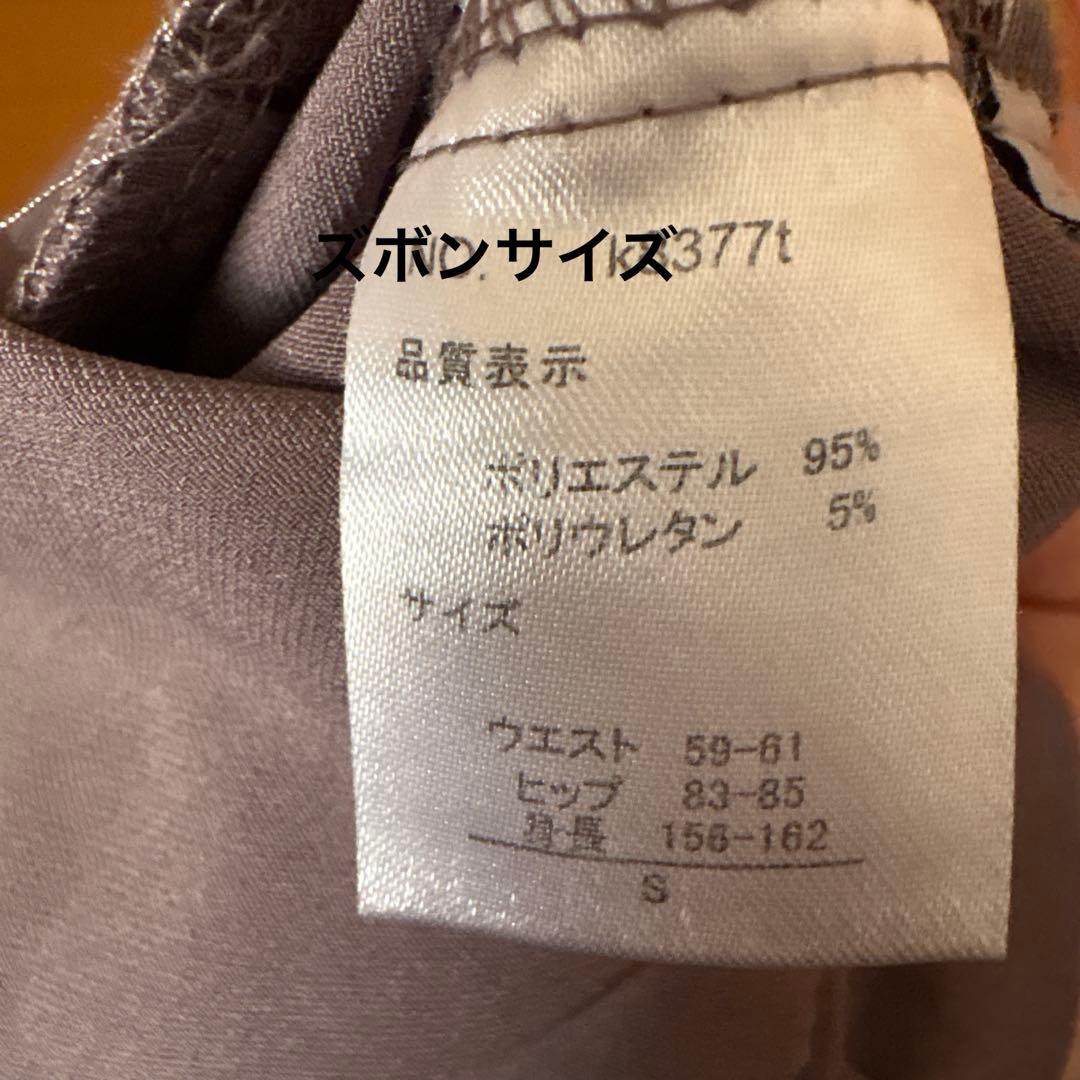 ズボンサイズ
NO.
品質表示
ポリエステル 95%
ポリウレタン 5%
サイズ
ウエスト 59-61
ヒップ 83-85
身長 156-162
S